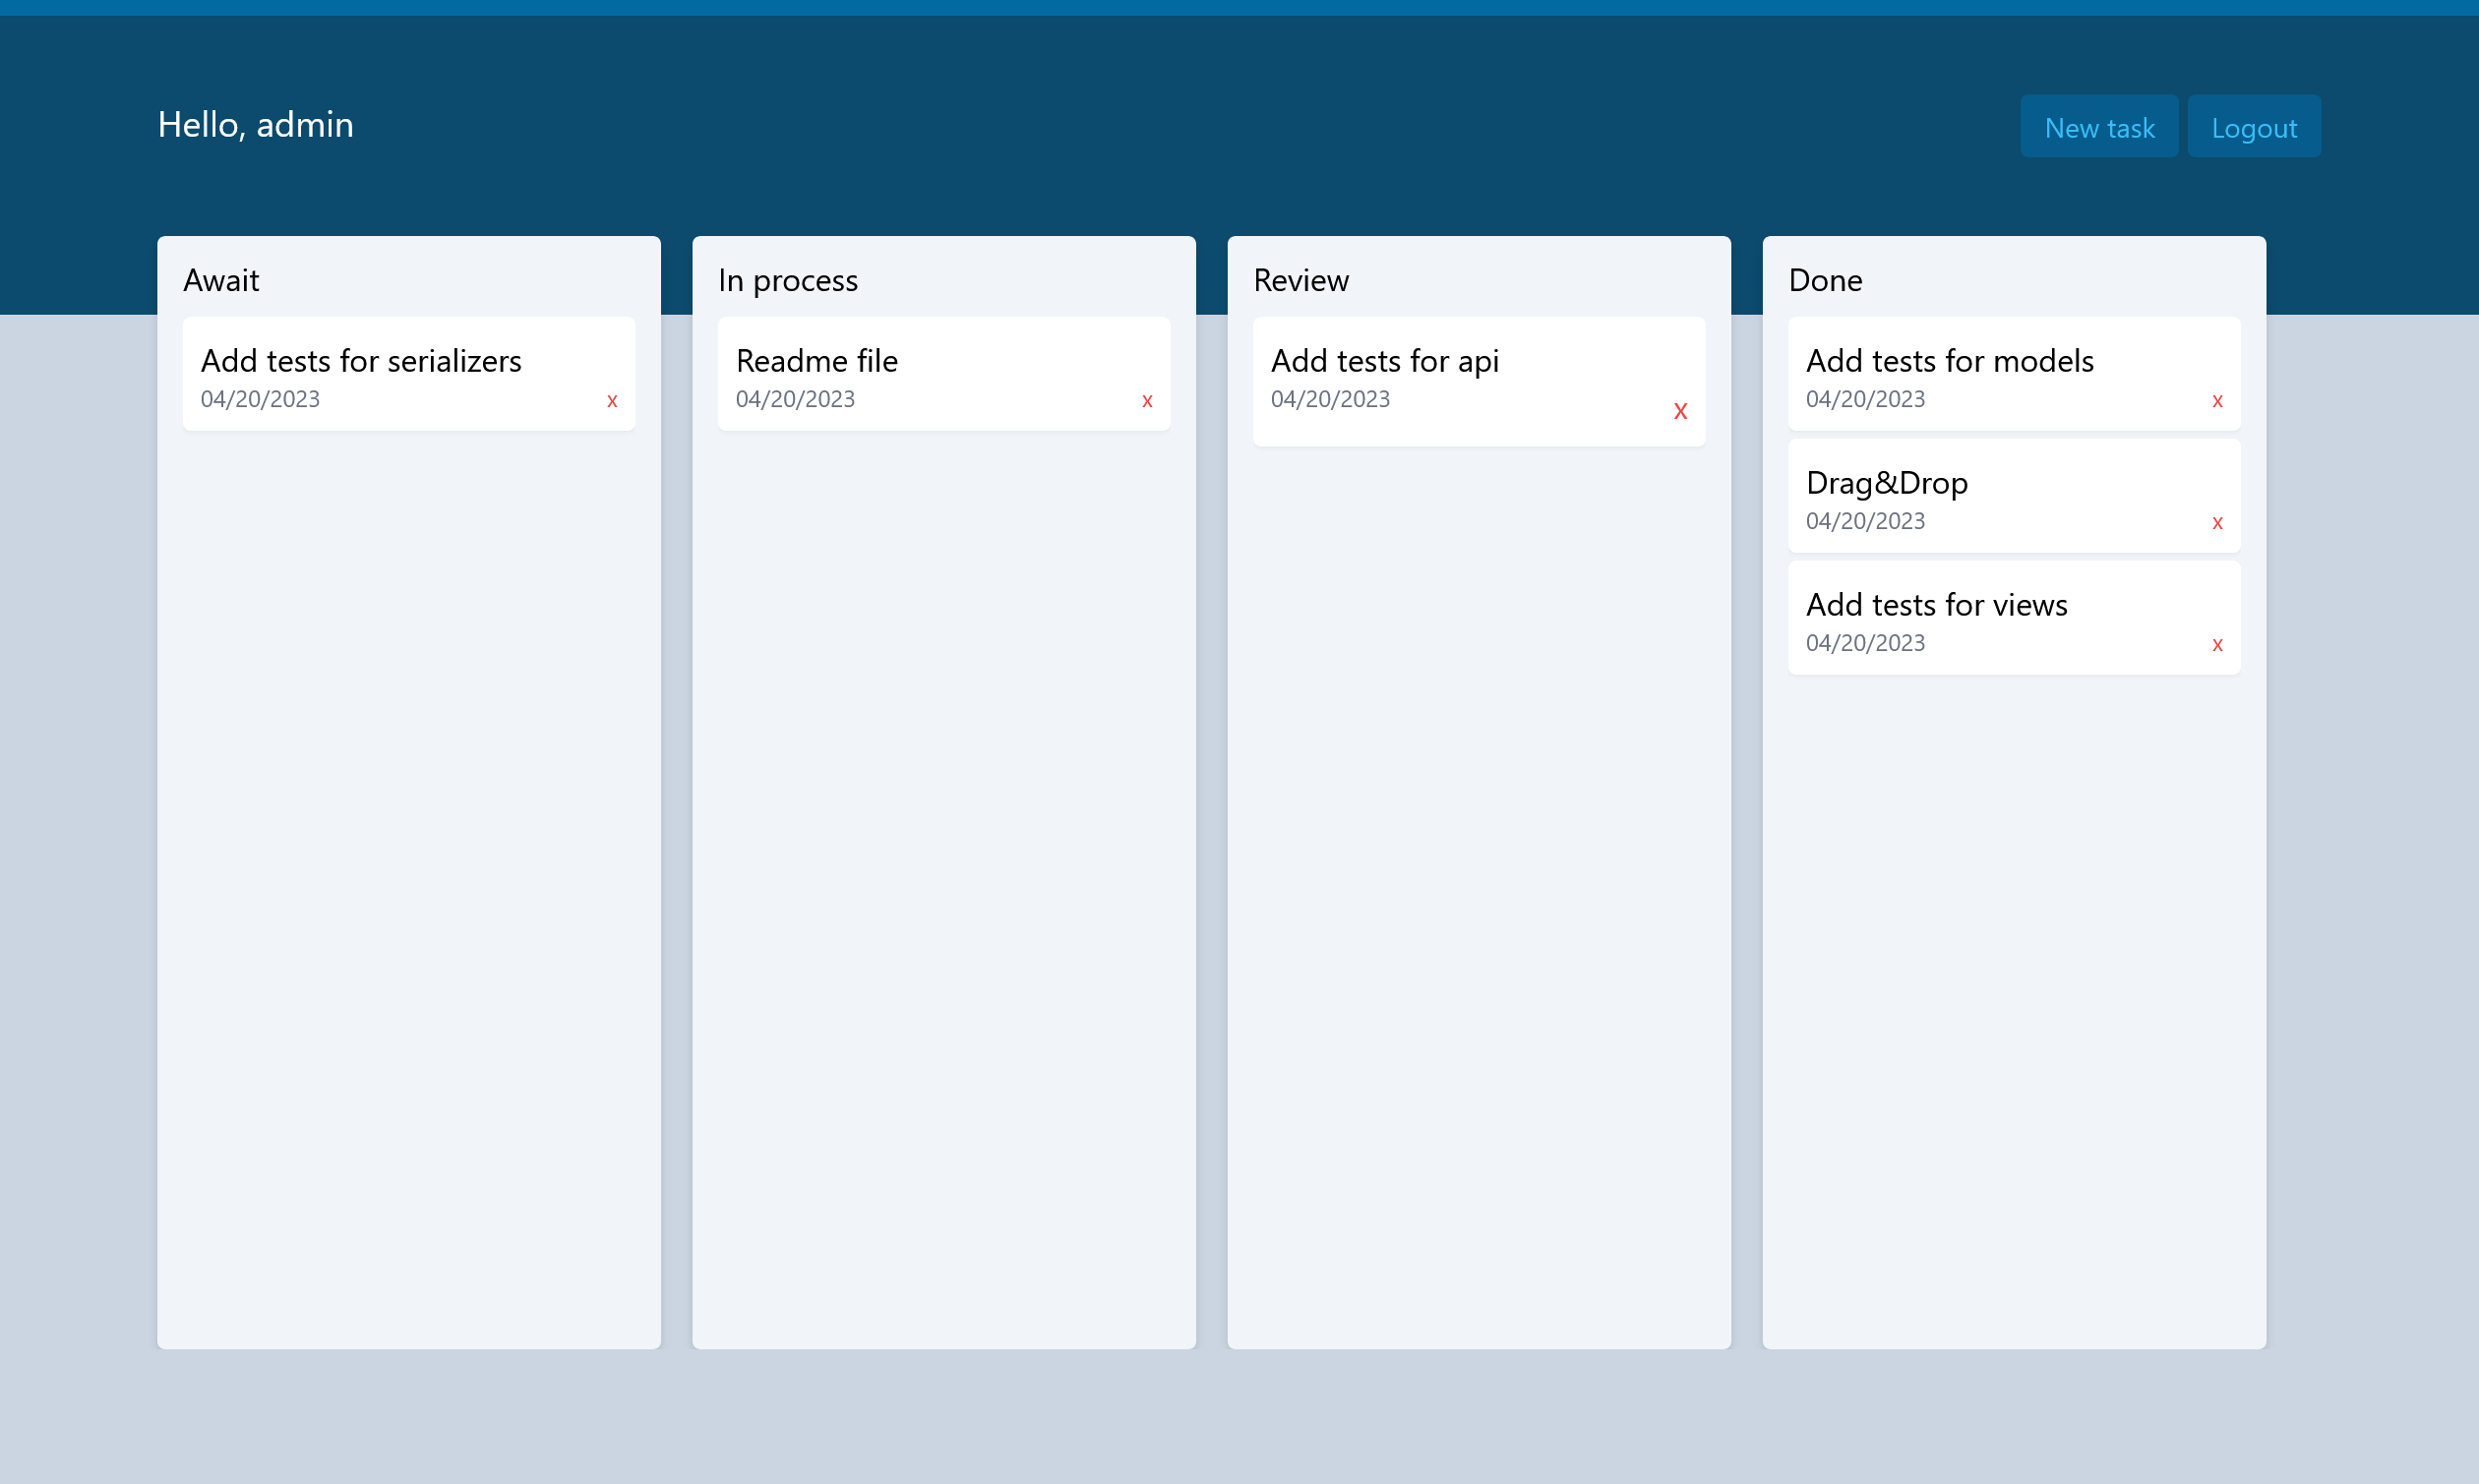 Hello, admin
New task
Logout
Await
Add tests for serializers
04/20/2023
x
In process
Readme file
04/20/2023
x
Review
Add tests for api
04/20/2023
x
Done
Add tests for models
04/20/2023
x
Drag&Drop
04/20/2023
x
Add tests for views
04/20/2023
x